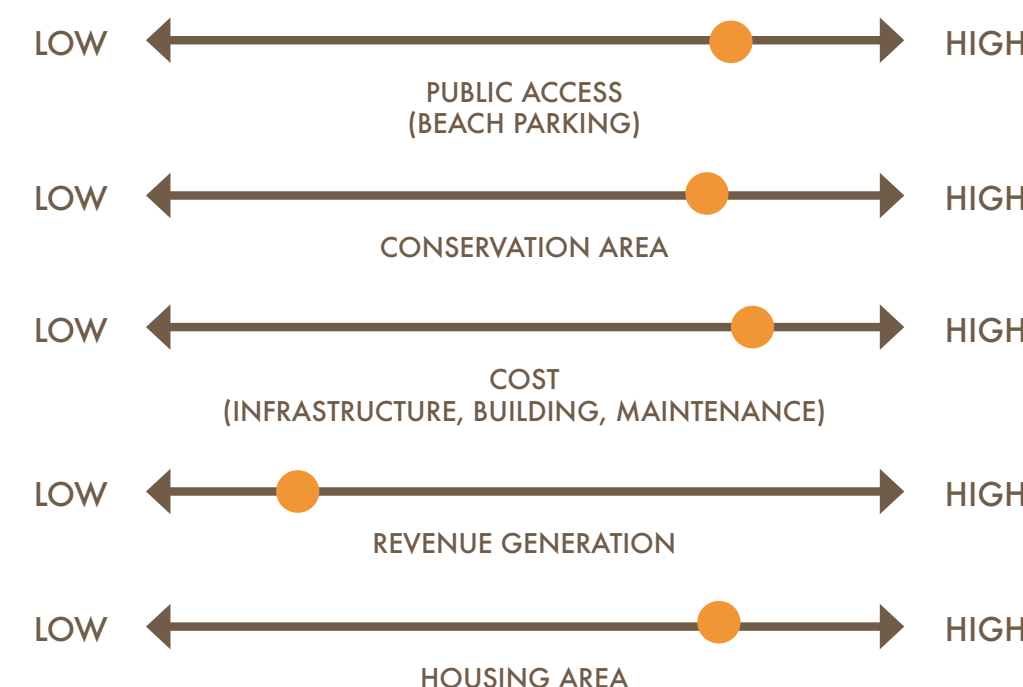 LOW HIGH
PUBLIC ACCESS
(BEACH PARKING)
LOW HIGH
CONSERVATION AREA
LOW HIGH
COST
(INFRASTRUCTURE, BUILDING, MAINTENANCE)
LOW HIGH
REVENUE GENERATION
LOW HIGH
HOUSING AREA